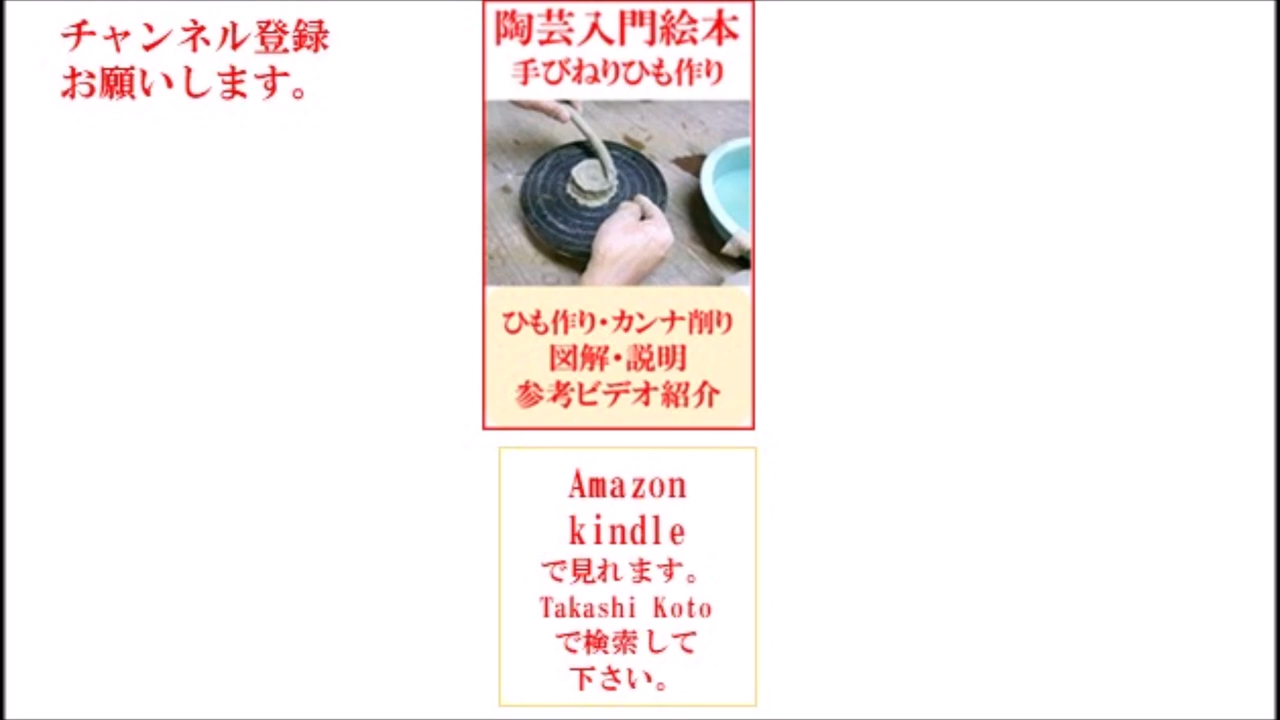 チャンネル登録
お願いします。
陶芸入門絵本
手びねりひも作り
ひも作り・カンナ削り
図解・説明
参考ビデオ紹介
Amazon
kindle
で見れます。
Takashi Koto
で検索して
下さい。